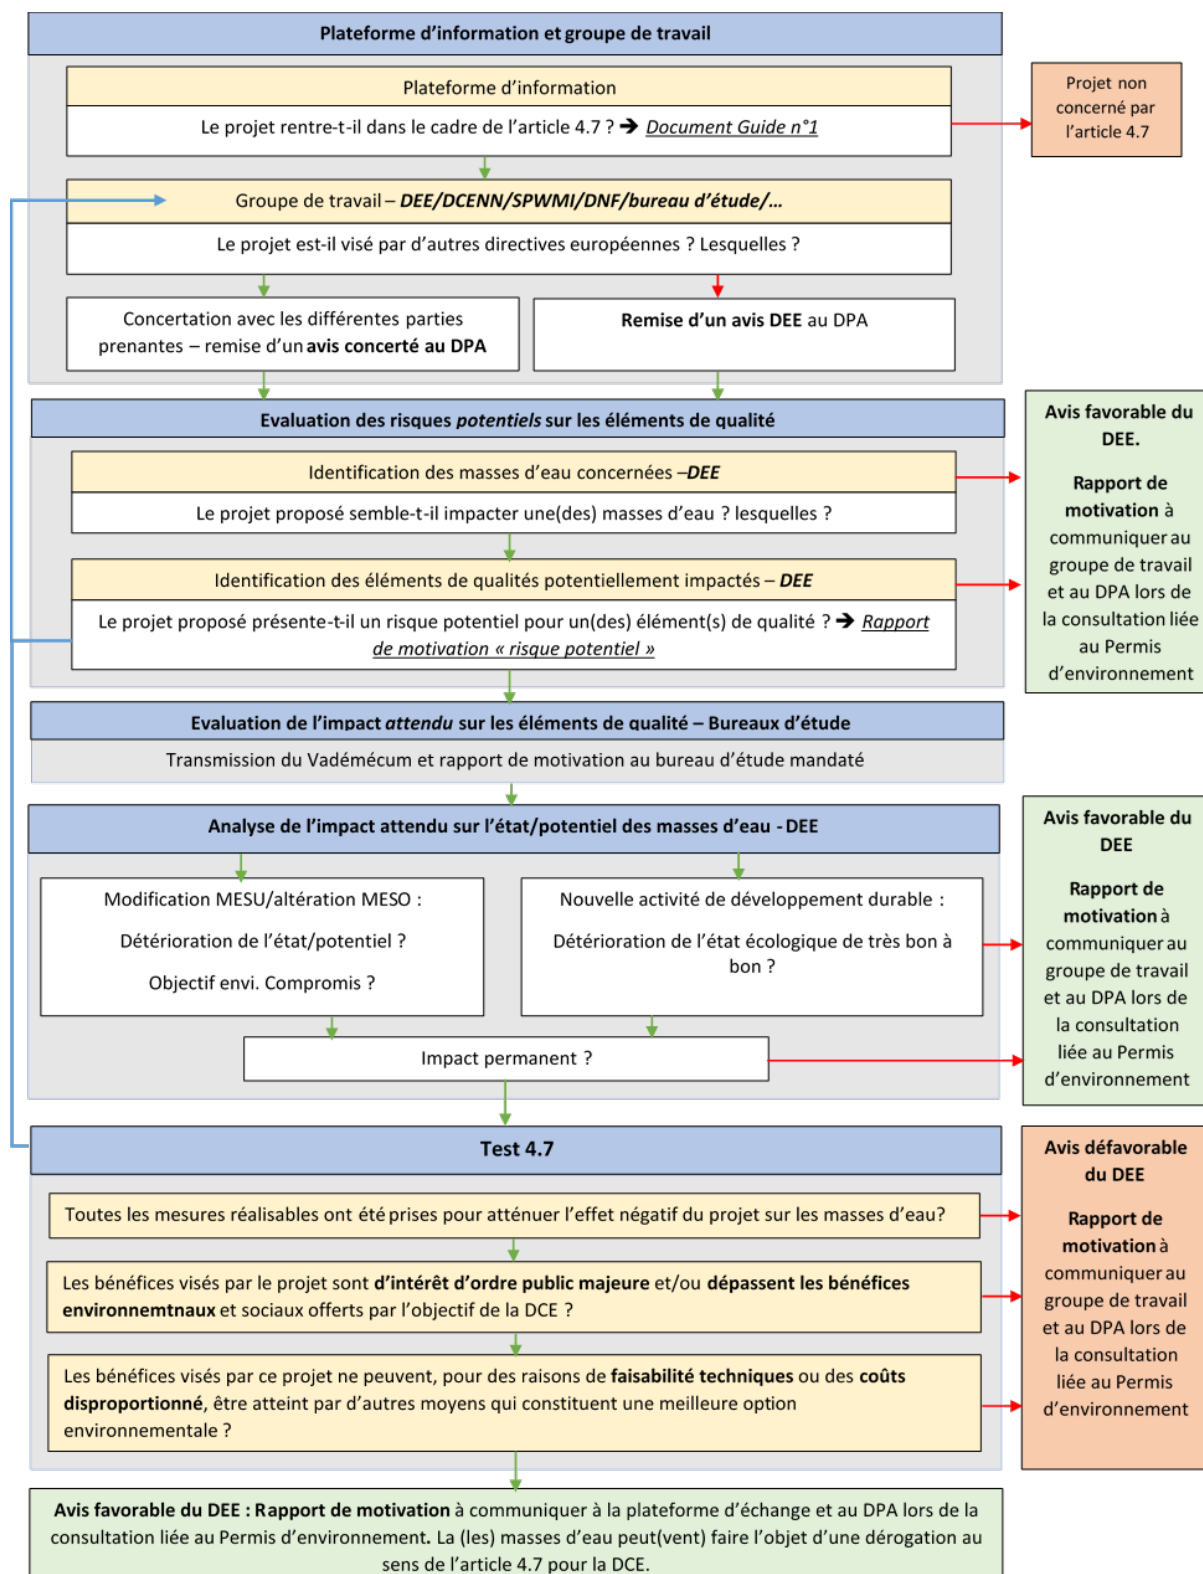 Plateforme d'information et groupe de travail
Plateforme d'information
Le projet rentre-t-il dans le cadre de l'article 4.7 ? ➔ Document Guide n°1
Projet non
concerné par
l'article 4.7
Groupe de travail – DEE/DCENN/SPWMI/DNF/bureau d'étude/...
Le projet est-il visé par d'autres directives européennes ? Lesquelles ?
Concertation avec les différentes parties
prenantes – remise d'un avis concerté au DPA
Remise d'un avis DEE au DPA
Evaluation des risques potentiels sur les éléments de qualité
Identification des masses d'eau concernées –DEE
Le projet proposé semble-t-il impacter une(des) masses d'eau ? lesquelles ?
Identification des éléments de qualités potentiellement impactés – DEE
Le projet proposé présente-t-il un risque potentiel pour un(des) élément(s) de qualité ? ➔ Rapport
de motivation « risque potentiel »
Avis favorable du
DEE.
Rapport de
motivation à
communiquer au
groupe de travail
et au DPA lors de
la consultation liée
au Permis
d'environnement
Evaluation de l'impact attendu sur les éléments de qualité – Bureaux d'étude
Transmission du Vadémécum et rapport de motivation au bureau d'étude mandaté
Analyse de l'impact attendu sur l'état/potentiel des masses d'eau - DEE
Modification MESU/altération MESO :
Détérioration de l'état/potentiel ?
Objectif envi. Compromis ?
Nouvelle activité de développement durable :
Détérioration de l'état écologique de très bon à
bon ?
Impact permanent ?
Avis favorable du
DEE
Rapport de
motivation à
communiquer au
groupe de travail
et au DPA lors de
la consultation
liée au Permis
d'environnement
Test 4.7
Toutes les mesures réalisables ont été prises pour atténuer l'effet négatif du projet sur les masses d'eau?
Les bénéfices visés par le projet sont d'intérêt d'ordre public majeure et/ou dépassent les bénéfices
environnemtnaux et sociaux offerts par l'objectif de la DCE ?
Les bénéfices visés par ce projet ne peuvent, pour des raisons de faisabilité techniques ou des coûts
disproportionné, être atteint par d'autres moyens qui constituent une meilleure option
environementale ?
Avis défavorable
du DEE
Rapport de
motivation à
communiquer au
groupe de travail
et au DPA lors de
la consultation
liée au Permis
d'environnement
Avis favorable du DEE : Rapport de motivation à communiquer à la plateforme d'échange et au DPA lors de la
consultation liée au Permis d'environnement. La (les) masses d'eau peut(vent) faire l'objet d'une dérogation au
sens de l'article 4.7 pour la DCE.